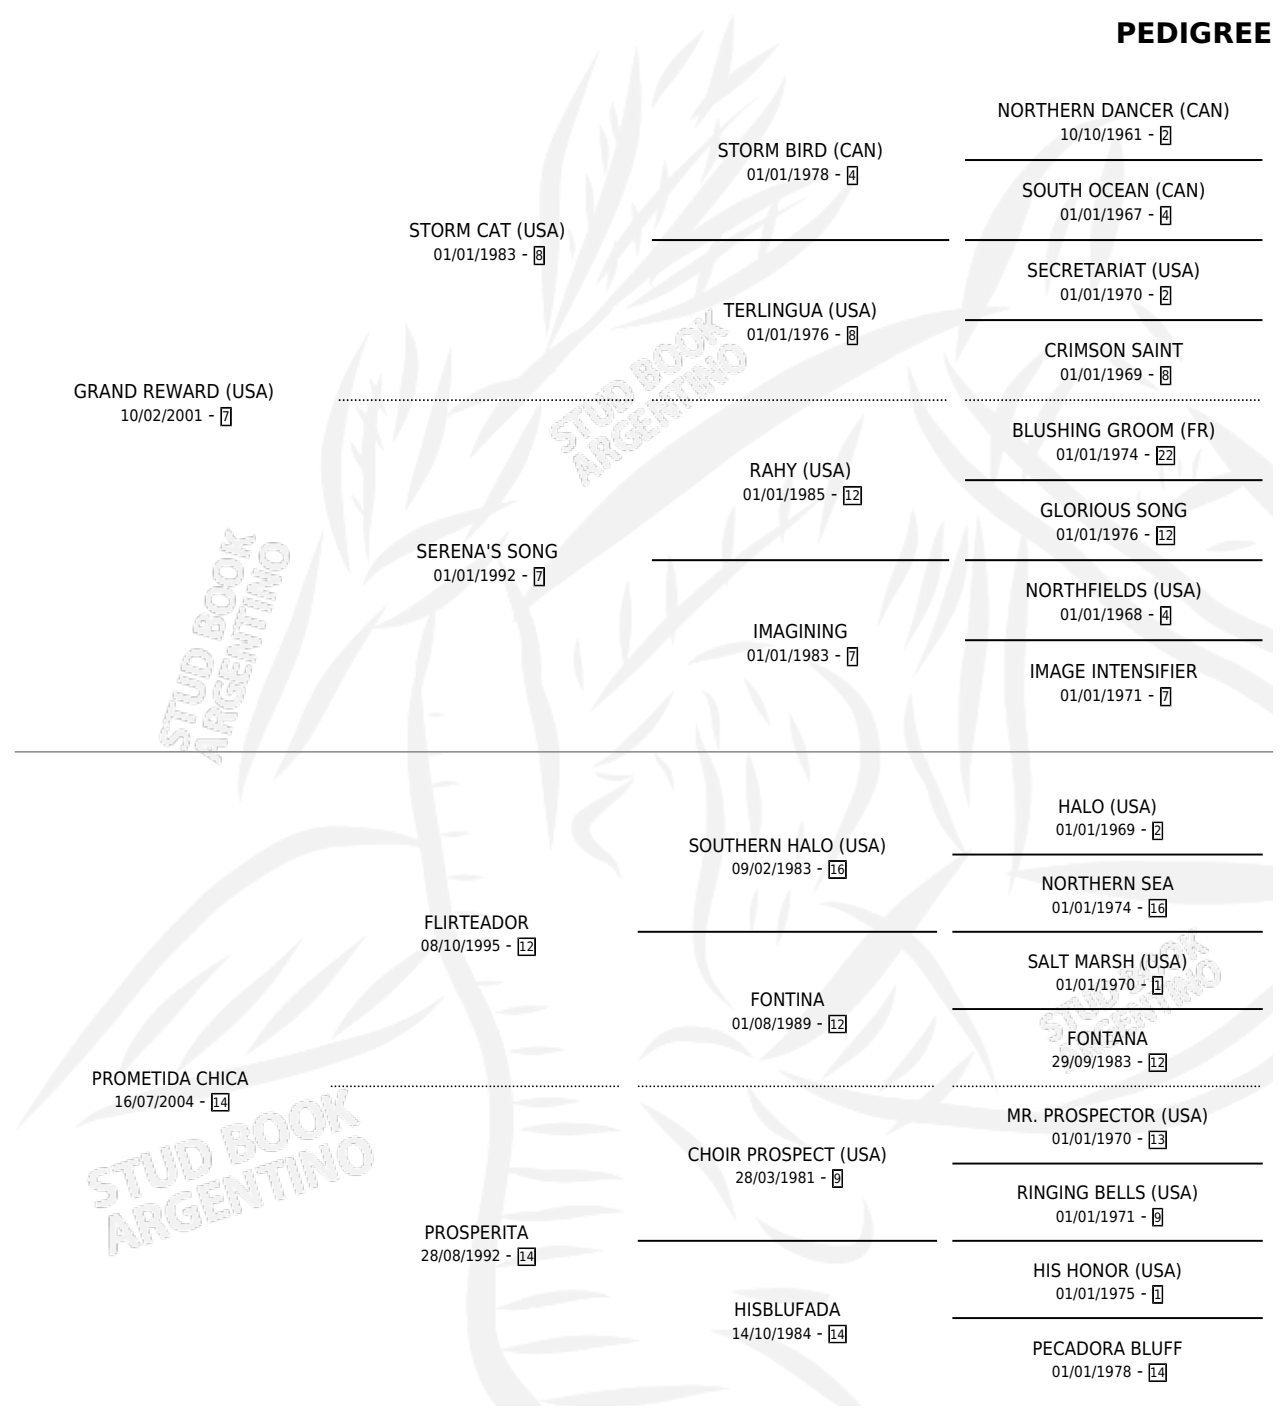 PEDIGREE
NORTHERN DANCER (CAN)
10/10/1961 - 2
STORM BIRD (CAN)
01/01/1978 - 4
SOUTH OCEAN (CAN)
01/01/1967 - 4
STORM CAT (USA)
01/01/1983 - 8
SECRETARIAT (USA)
01/01/1970 - 2
TERLINGUA (USA)
01/01/1976 - 8
CRIMSON SAINT
01/01/1969 - 8
STUD BOOK
ARGENTINO
GRAND REWARD (USA)
10/02/2001 - 7
BLUSHING GROOM (FR)
01/01/1974 - 22
RAHY (USA)
01/01/1985 - 12
GLORIOUS SONG
01/01/1976 - 12
SERENA'S SONG
01/01/1992 - 7
NORTHFIELDS (USA)
01/01/1968 - 4
IMAGINING
01/01/1983 - 7
IMAGE INTENSIFIER
01/01/1971 - 7
STUD BOOK
ARGENTINO
HALO (USA)
01/01/1969 - 2
SOUTHERN HALO (USA)
09/02/1983 - 16
NORTHERN SEA
01/01/1974 - 16
FLIRTEADOR
08/10/1995 - 12
SALT MARSH (USA)
01/01/1970 - 1
FONTINA
01/08/1989 - 12
FONTANA
29/09/1983 - 12
STUD BOOK
ARGENTINO
PROMETIDA CHICA
16/07/2004 - 14
MR. PROSPECTOR (USA)
01/01/1970 - 13
CHOIR PROSPECT (USA)
28/03/1981 - 9
RINGING BELLS (USA)
01/01/1971 - 9
STUD BOOK
ARGENTINO
PROSPERITA
28/08/1992 - 14
HIS HONOR (USA)
01/01/1975 - 1
HISBLUFADA
14/10/1984 - 14
PECADORA BLUFF
01/01/1978 - 14